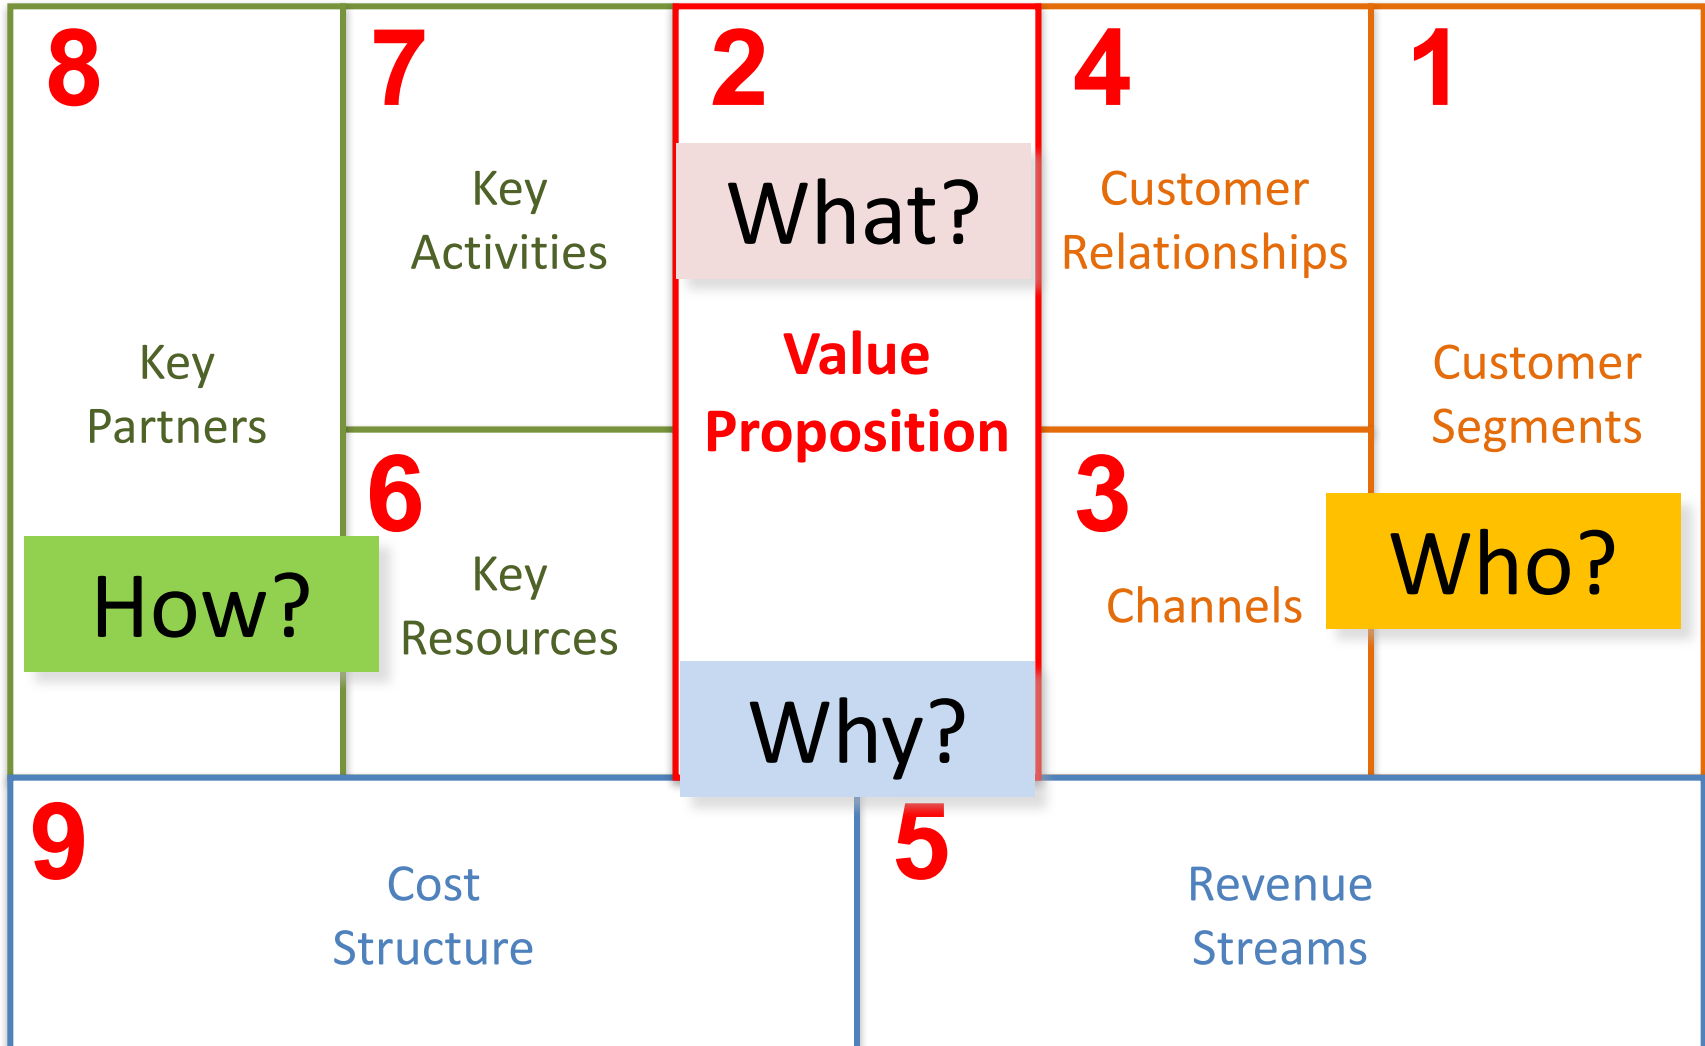 8
Key
Partners
How?
7
Key
Activities
6
Key
Resources
2
What?
Value
Proposition
Why?
4
Customer
Relationships
3
Channels
1
Customer
Segments
Who?
9
Cost
Structure
5
Revenue
Streams